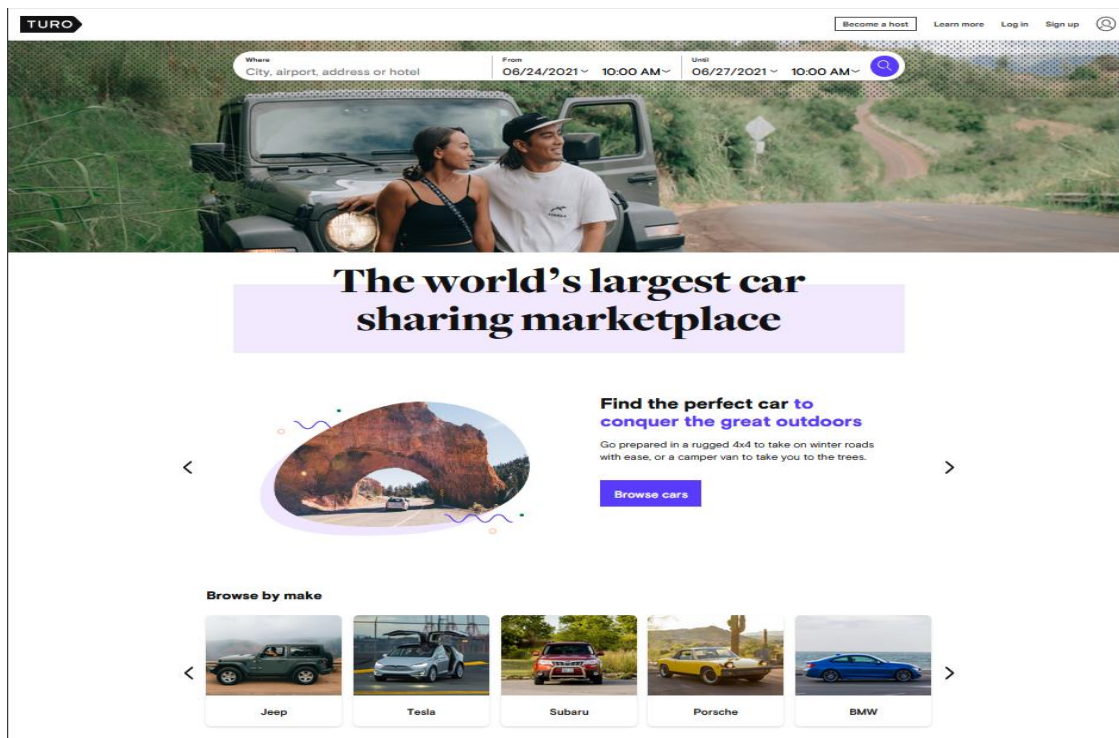 TURO
Become a host Learn more Log in Sign up
Where From Until
City, airport, address or hotel 06/24/2021 10:00 AM 06/27/2021 10:00 AM
The world's largest car
sharing marketplace
Find the perfect car to
conquer the great outdoors
Go prepared in a rugged 4x4 to take on winter roads
with ease, or a camper van to take you to the trees.
Browse cars
Browse by make
Jeep Tesla Subaru Porsche BMW